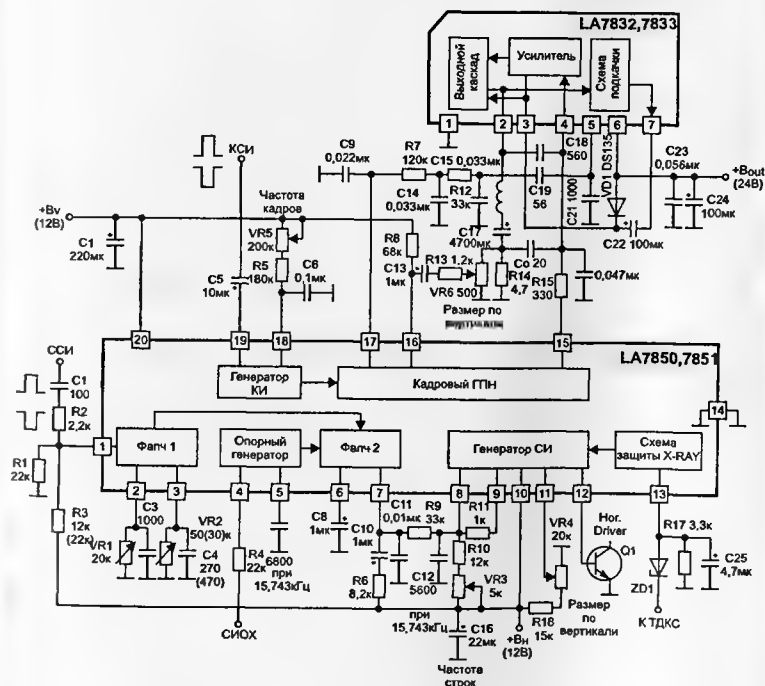 LA7832,7833
Выходной
каскад
Усилитель
Схема
подкачки
1
2
3
4
5
6
7
КСИ
C9
0,022мк
R7
120к
C15
0,033мк
C14
0,033мк
R12
33к
C18
560
C19
56
C21 1000
VD1 DS135
C23
0,056мк
+Bout
(24В)
C24
100мк
C22 100мк
+Bv
(12В)
C1
220мк
Частота
кадров
VR5
200к
R5
180к
C6
0,1мк
C5
10мк
R8
68к
C13
1мк
R13 1,2к
C17
4700мк
Co 20
VR6 500
R14
4,7
R15
330
0,047мк
Размер по
20
19
18
17
16
15
LA7850,7851
Генератор
КИ
Кадровый ГПН
14
ССИ
C1
100
R2
2,2к
R1
22к
1
Фапч 1
Опорный
генератор
Фапч 2
Генератор СИ
Схема
защиты X-RAY
2
3
4
5
6
7
8
9
10
11
12
13
R3
12к
(22к)
C3
1000
VR1
20к
VR2
50(30)к
C4
270
(470)
R4
22к
6800
при
15,743кГц
C8
1мк
C10
1мк
C11
0,01мк
R9
33к
R11
1к
R10
12к
R6
8,2к
C12
5600
при
15,743кГц
VR3
5к
C16
22мк
Частота
строк
VR4
20к
R18
15к
+Bн
(12В)
Размер по
вертикали
Hor.
Driver
Q1
R17 3,3к
ZD1
C25
4,7мк
К ТДКС
СИОХ